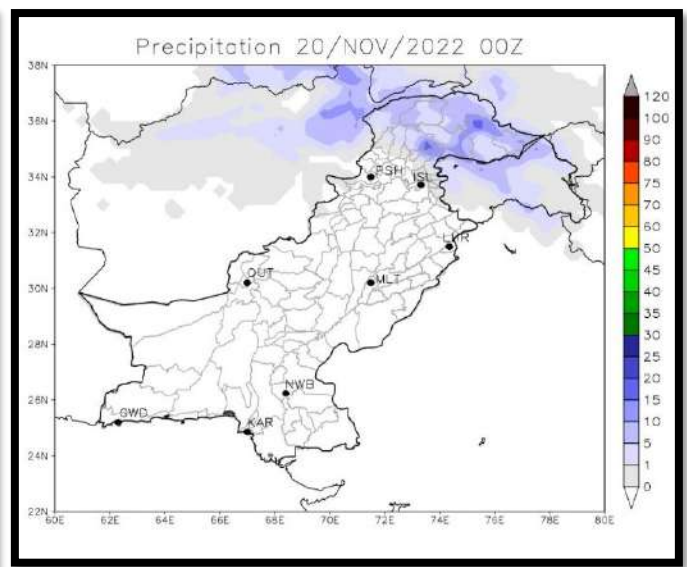 Precipitation 20/NOV/2022 00Z
38N
36N
34N
32N
30N
28N
26N
24N
22N
60E 62E 64E 66E 68E 70E 72E 74E 76E 78E 80E
PSH
ISL
LHR
QUT
MLT
NWB
GWD
KAR
120
100
90
80
75
70
60
50
45
40
35
30
25
20
15
10
5
1
0